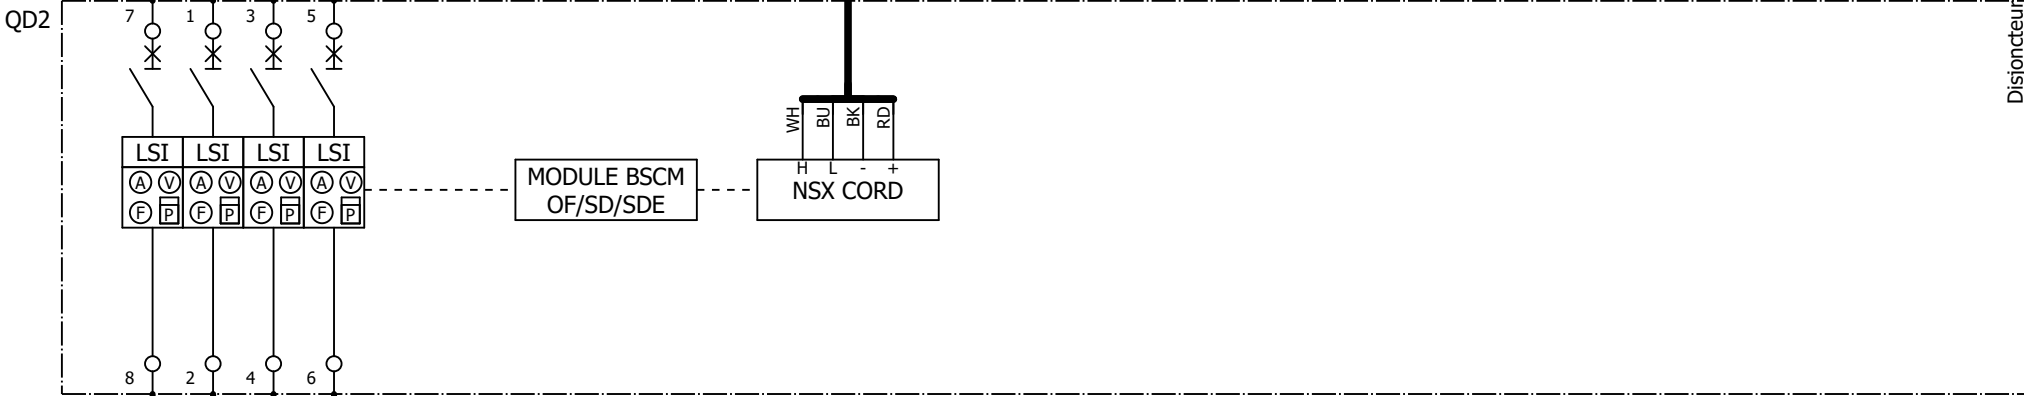 QD2
7 1 3 5
WH BU BK RD
H L - +
LSI LSI LSI LSI
A V A V A V A V
F P F P F P F P
MODULE BSCM
OF/SD/SDE
NSX CORD
8 2 4 6
Disjoncteur